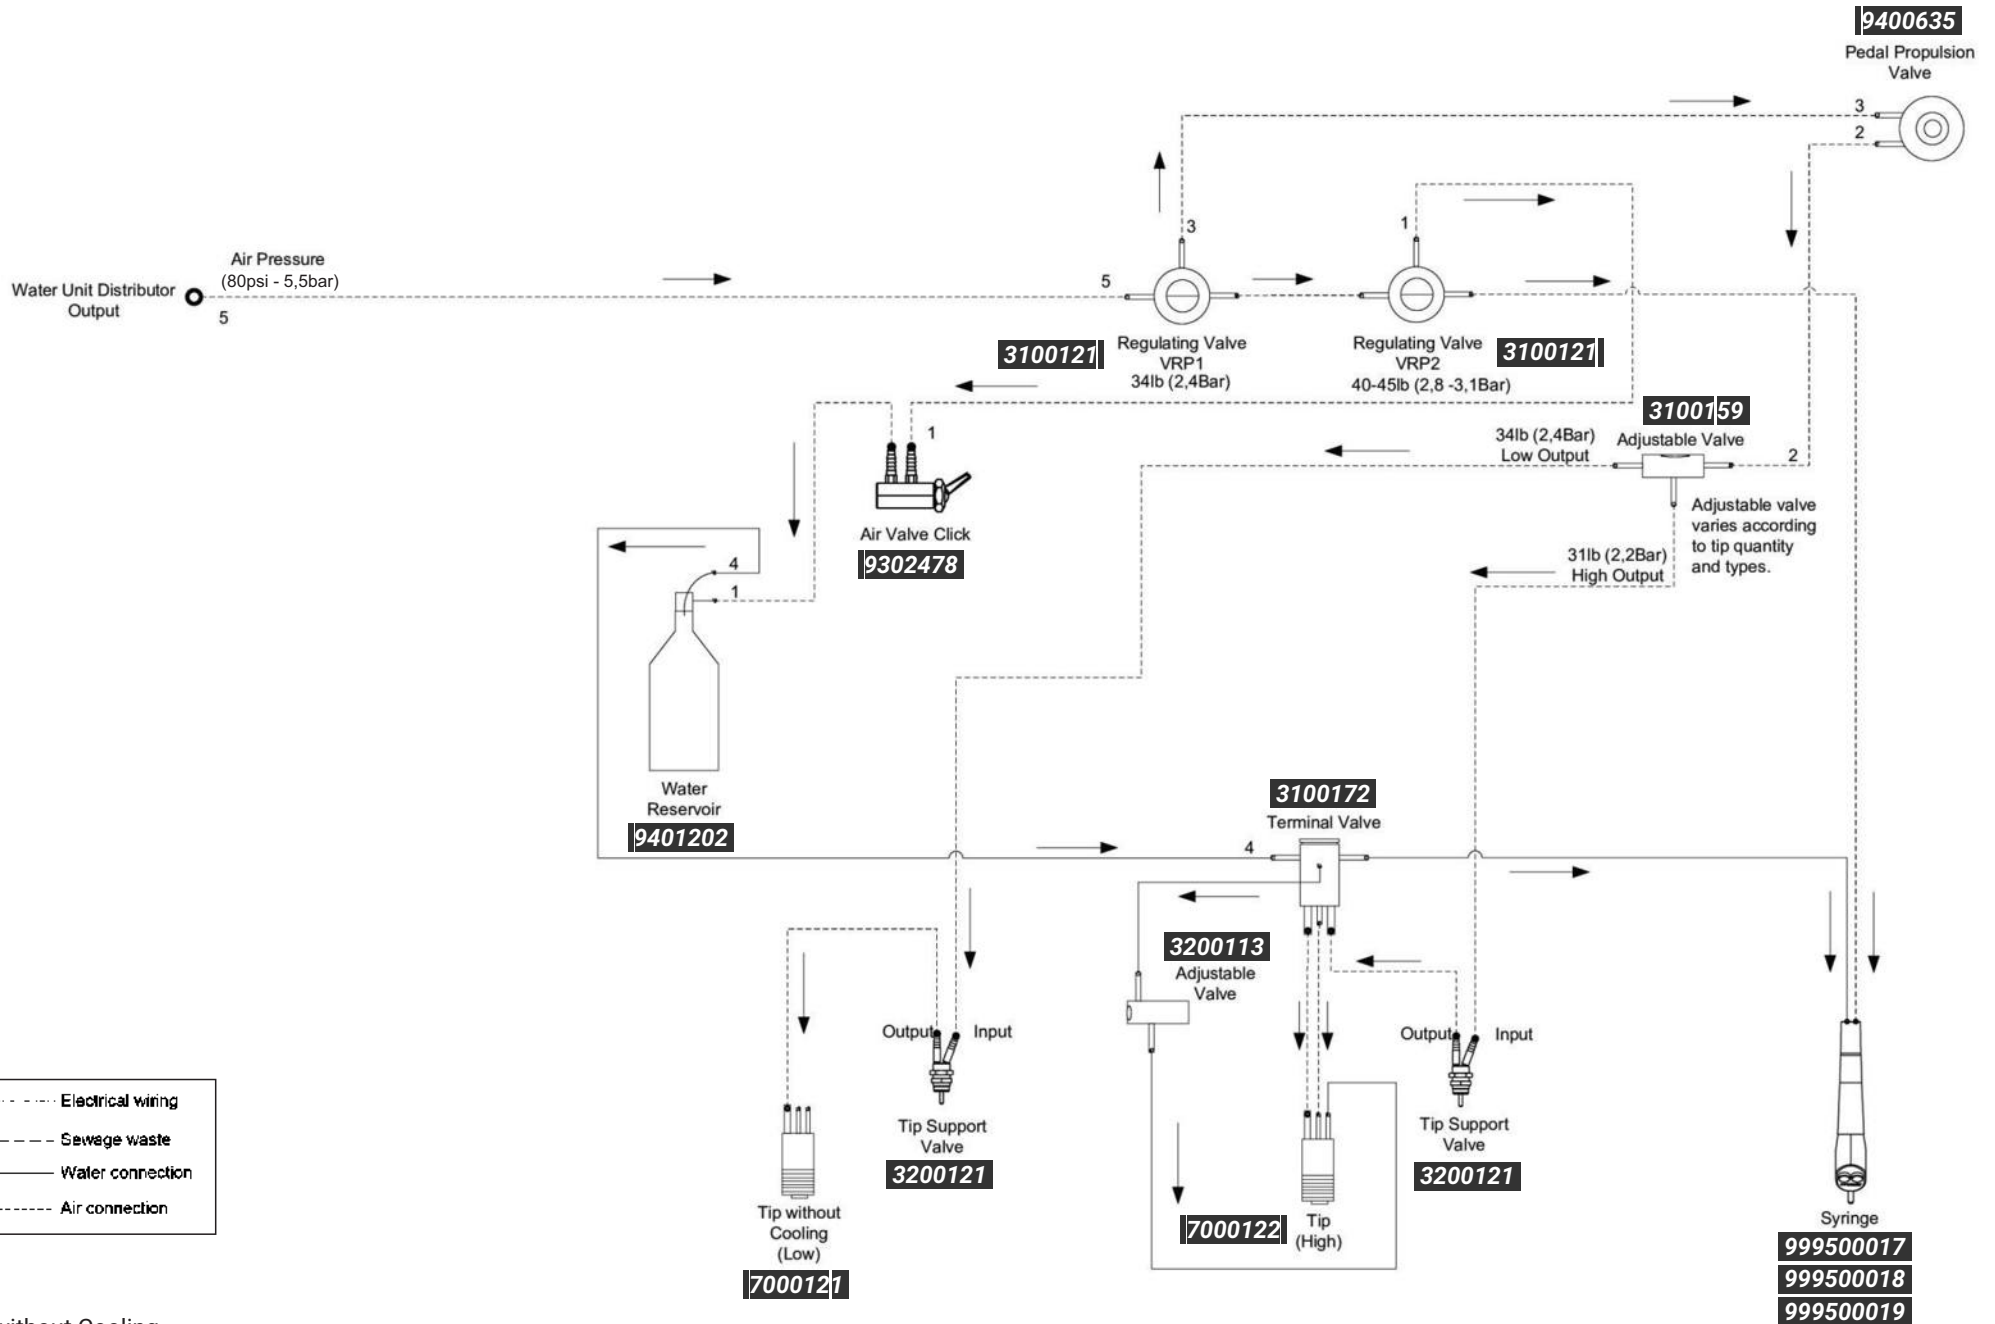 9400635
Pedal Propulsion
Valve
3
2
3
1
Air Pressure
(80psi - 5,5bar)
5
Water Unit Distributor
Output
5
3100121
Regulating Valve
VRP1
34lb (2,4Bar)
Regulating Valve
VRP2
40-45lb (2,8 -3,1Bar)
3100121
3100159
Adjustable Valve
34lb (2,4Bar)
Low Output
2
1
Adjustable valve
varies according
to tip quantity
and types.
Air Valve Click
9302478
31lb (2,2Bar)
High Output
4
1
Water
Reservoir
9401202
3100172
Terminal Valve
4
3200113
Adjustable
Valve
Output
Input
Output
Input
Electrical wiring
Sewage waste
Water connection
Air connection
Tip Support
Valve
3200121
Tip Support
Valve
3200121
Tip without
Cooling
(Low)
7000121
7000122
Tip
(High)
Syringe
999500017
999500018
999500019